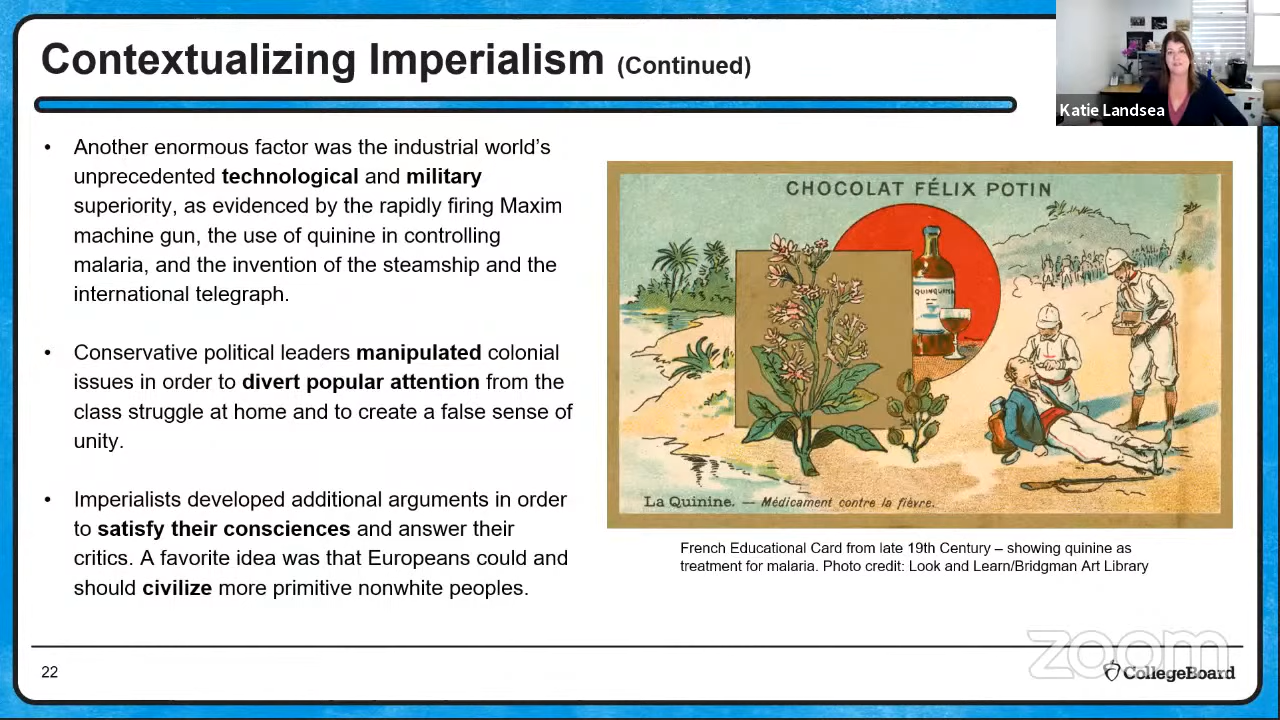 Contextualizing Imperialism (Continued)
Katie Landsea
• Another enormous factor was the industrial world’s
unprecedented technological and military
superiority, as evidenced by the rapidly firing Maxim
machine gun, the use of quinine in controlling
malaria, and the invention of the steamship and the
international telegraph.
• Conservative political leaders manipulated colonial
issues in order to divert popular attention from the
class struggle at home and to create a false sense of
unity.
• Imperialists developed additional arguments in order
to satisfy their consciences and answer their
critics. A favorite idea was that Europeans could and
should civilize more primitive nonwhite peoples.
CHOCOLAT FÉLIX POTIN
QUINQUINA
La Quinine. — Médicament contre la fièvre.
French Educational Card from late 19th Century – showing quinine as
treatment for malaria. Photo credit: Look and Learn/Bridgman Art Library
22
zoom
CollegeBoard